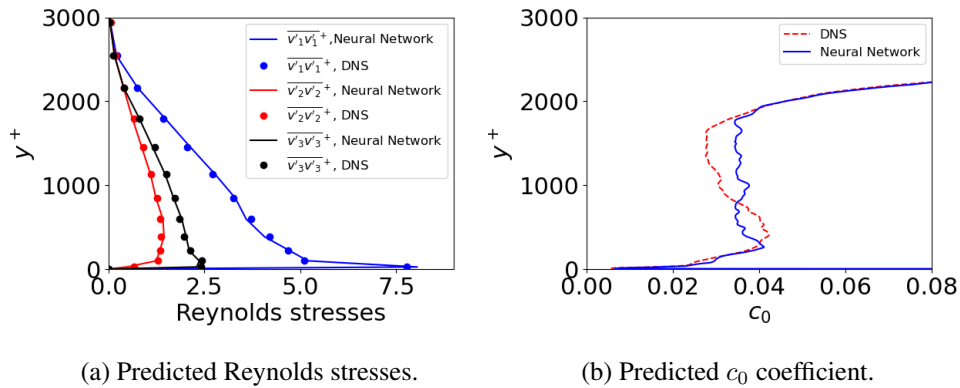 3000
2000
1000
0
y⁺
0.0
2.5
5.0
7.5
Reynolds stresses
v'₁v'₁⁺,Neural Network
v'₁v'₁⁺, DNS
v'₂v'₂⁺, Neural Network
v'₂v'₂⁺, DNS
v'₃v'₃⁺, Neural Network
v'₃v'₃⁺, DNS
(a) Predicted Reynolds stresses.
3000
2000
1000
0
y⁺
0.00
0.02
0.04
0.06
0.08
c₀
DNS
Neural Network
(b) Predicted c₀ coefficient.